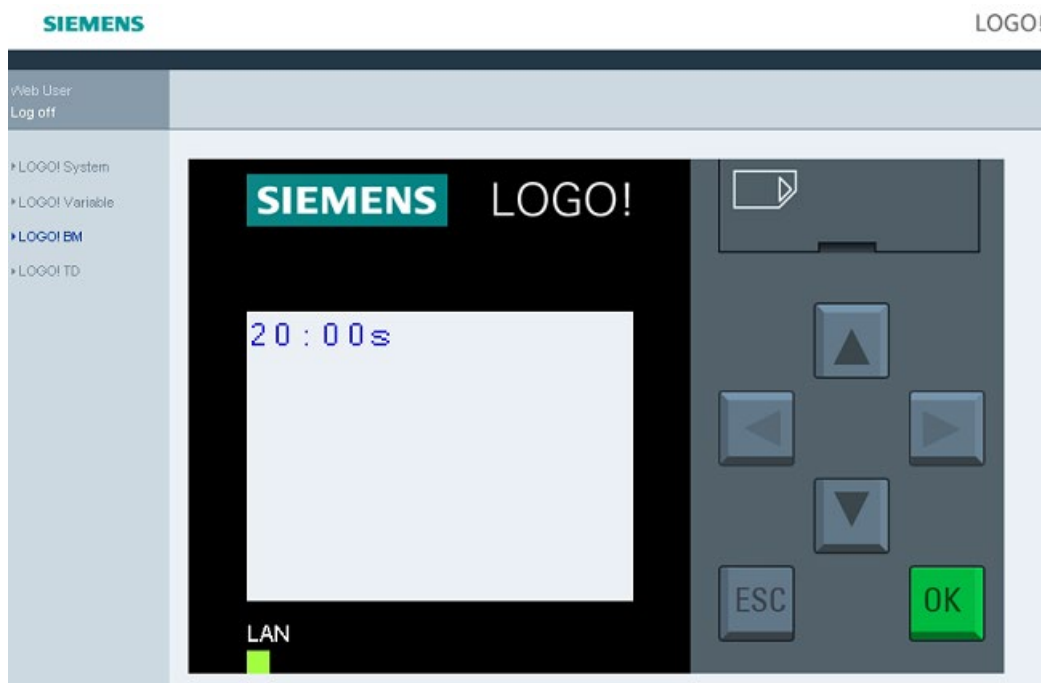 SIEMENS
LOGO!
Web User
Log off
LOGO! System
LOGO! Variable
LOGO! BM
LOGO! TD
SIEMENS LOGO!
20:00s
ESC
OK
LAN